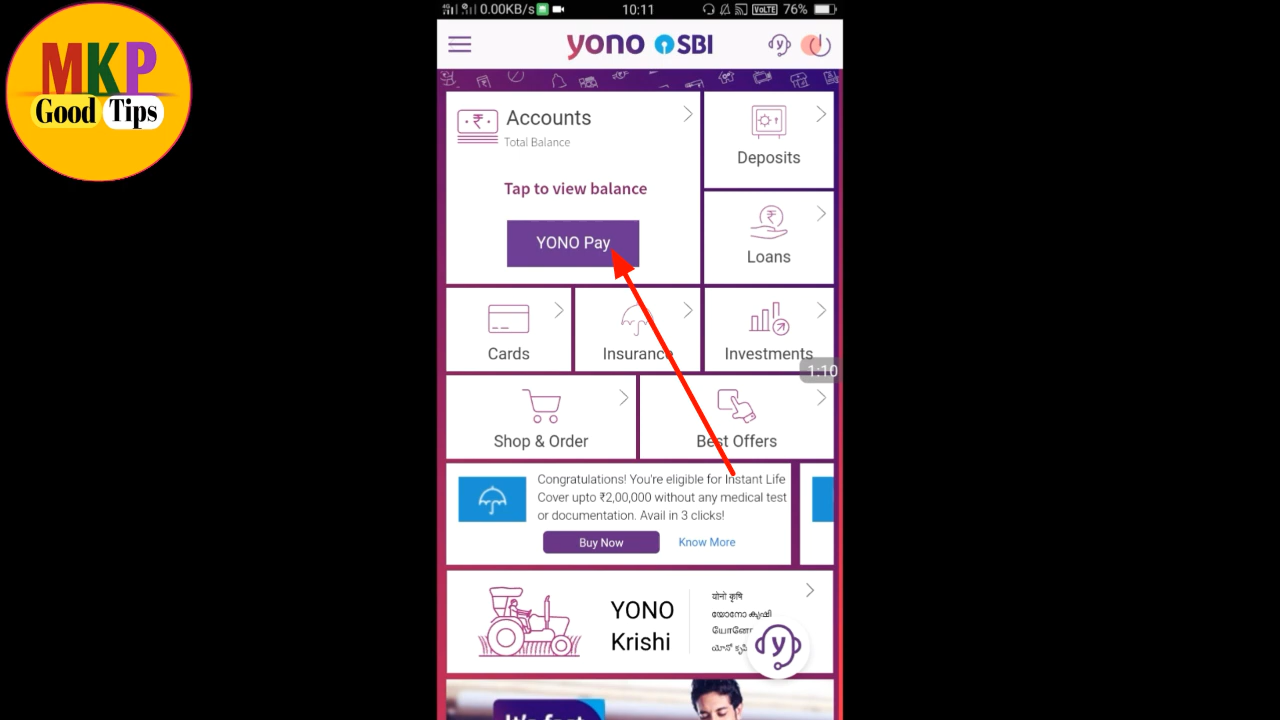 MKP
Good Tips
0.00KB/s
10:11
VoLTE
76%
yono SBI
Accounts
Total Balance
Tap to view balance
YONO Pay
Deposits
Loans
Cards
Insurance
Investments
1:10
Shop & Order
Best Offers
Congratulations! You're eligible for Instant Life
Cover upto ₹2,00,000 without any medical test
or documentation. Avail in 3 clicks!
Buy Now
Know More
YONO
Krishi
योनो कृषि
യോനോ കൃഷി
y